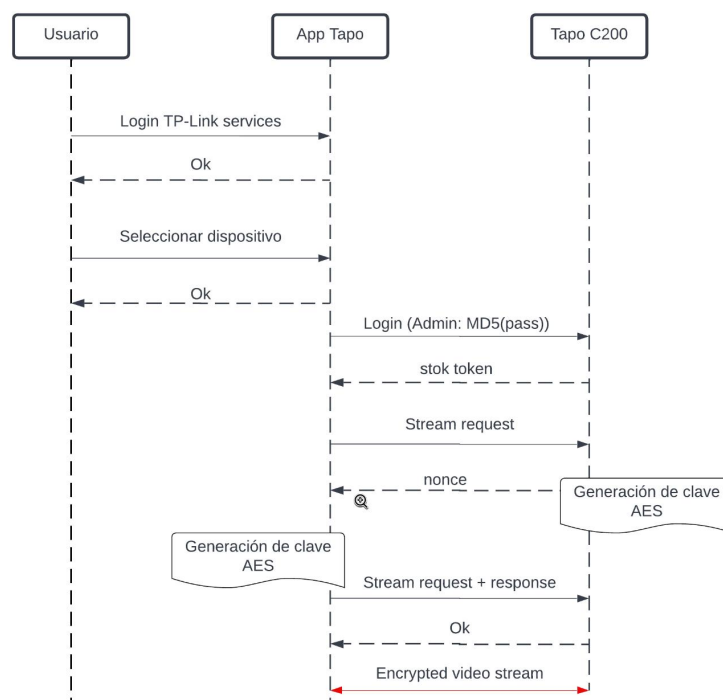 Usuario
App Tapo
Tapo C200
Login TP-Link services
Ok
Seleccionar dispositivo
Ok
Login (Admin: MD5(pass))
stok token
Stream request
nonce
Generación de clave
AES
Generación de clave
AES
Stream request + response
Ok
Encrypted video stream